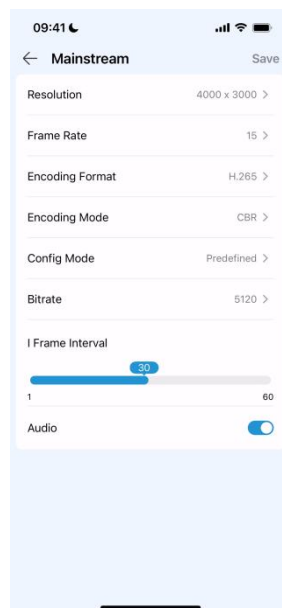 09:41
Mainstream Save
Resolution 4000 x 3000 >
Frame Rate 15 >
Encoding Format H.265 >
Encoding Mode CBR >
Config Mode Predefined >
Bitrate 5120 >
I Frame Interval
30
1 60
Audio